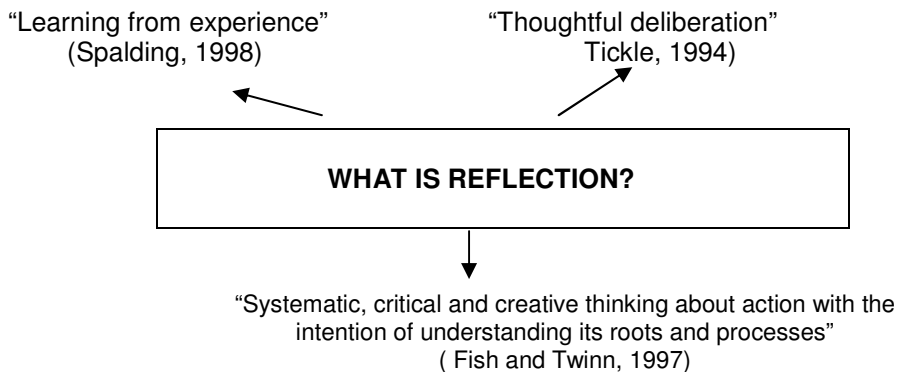 “Learning from experience”
(Spalding, 1998)
“Thoughtful deliberation”
Tickle, 1994)
WHAT IS REFLECTION?
“Systematic, critical and creative thinking about action with the
intention of understanding its roots and processes”
( Fish and Twinn, 1997)